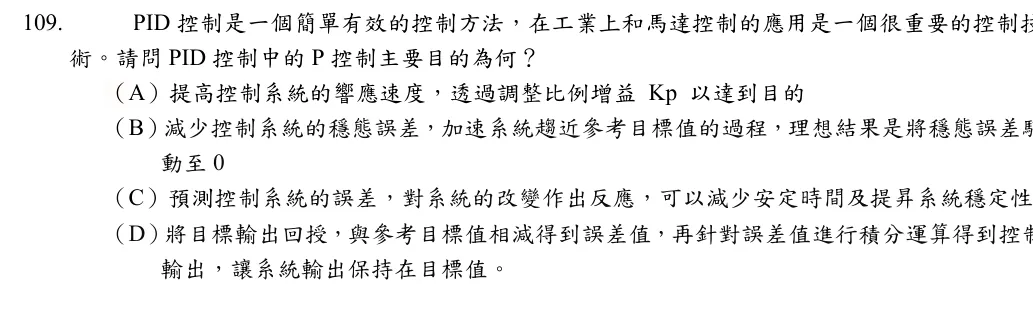 109. PID 控制是一個簡單有效的控制方法，在工業上和馬達控制的應用是一個很重要的控制技
術。請問 PID 控制中的 P 控制主要目的為何？
（A）提高控制系統的響應速度，透過調整比例增益 Kp 以達到目的
（B）減少控制系統的穩態誤差，加速系統趨近參考目標值的過程，理想結果是將穩態誤差驅
動至 0
（C）預測控制系統的誤差，對系統的改變作出反應，可以減少安定時間及提昇系統穩定性
（D）將目標輸出回授，與參考目標值相減得到誤差值，再針對誤差值進行積分運算得到控制
輸出，讓系統輸出保持在目標值。